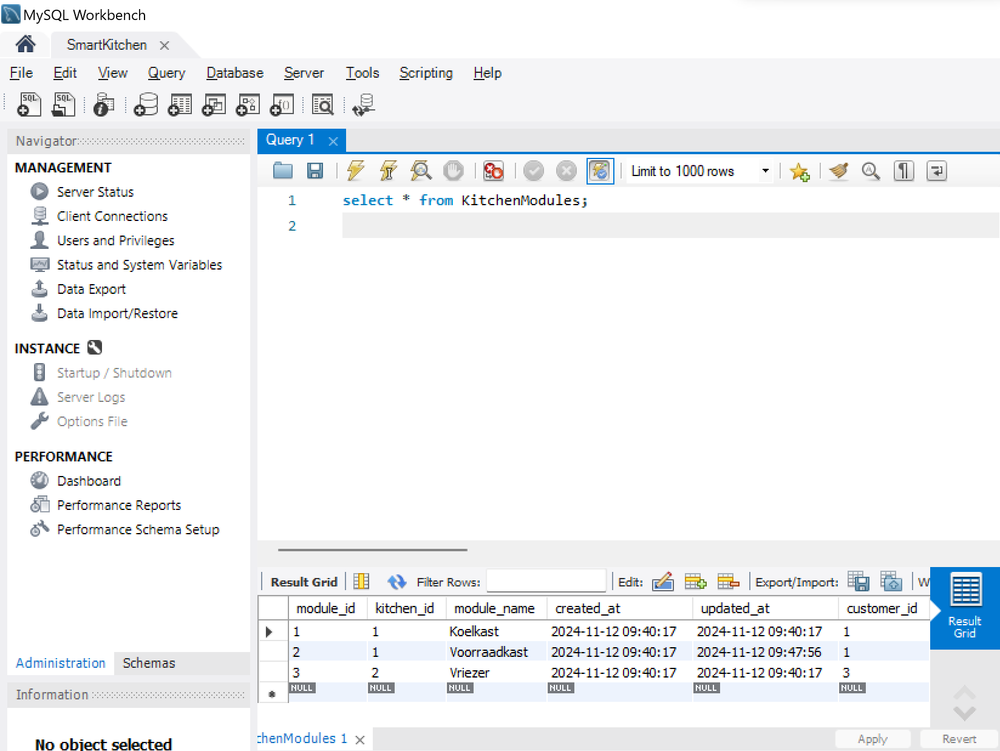 MySQL Workbench
SmartKitchen
File Edit View Query Database Server Tools Scripting Help
Navigator
MANAGEMENT
Server Status
Client Connections
Users and Privileges
Status and System Variables
Data Export
Data Import/Restore
INSTANCE
Startup / Shutdown
Server Logs
Options File
PERFORMANCE
Dashboard
Performance Reports
Performance Schema Setup
Administration Schemas
Information
No object selected
Query 1
Limit to 1000 rows
1 select * from KitchenModules;
2
Result Grid Filter Rows: Edit: Export/Import: W
module_id kitchen_id module_name created_at updated_at customer_id
1 1 Koelkast 2024-11-12 09:40:17 2024-11-12 09:40:17 1
2 1 Voorraadkast 2024-11-12 09:40:17 2024-11-12 09:47:56 1
3 2 Vriezer 2024-11-12 09:40:17 2024-11-12 09:40:17 3
NULL NULL NULL NULL NULL NULL
Result
Grid
chenModules 1
Apply Revert